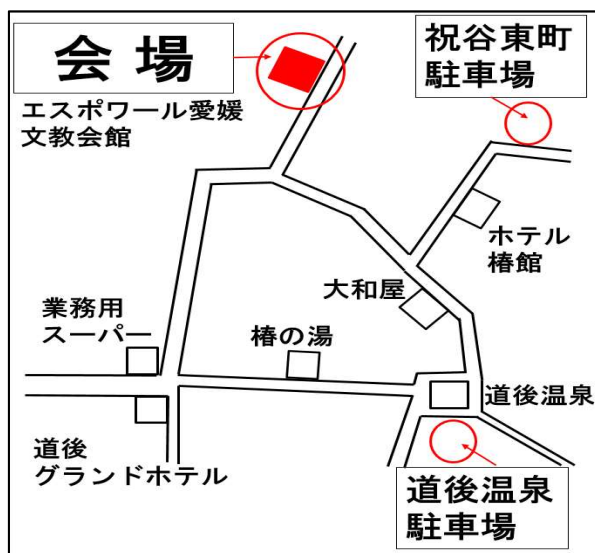 会場
エスポワール愛媛
文教会館
祝谷東町
駐車場
ホテル
椿館
大和屋
業務用
スーパー
椿の湯
道後温泉
道後
グランドホテル
道後温泉
駐車場